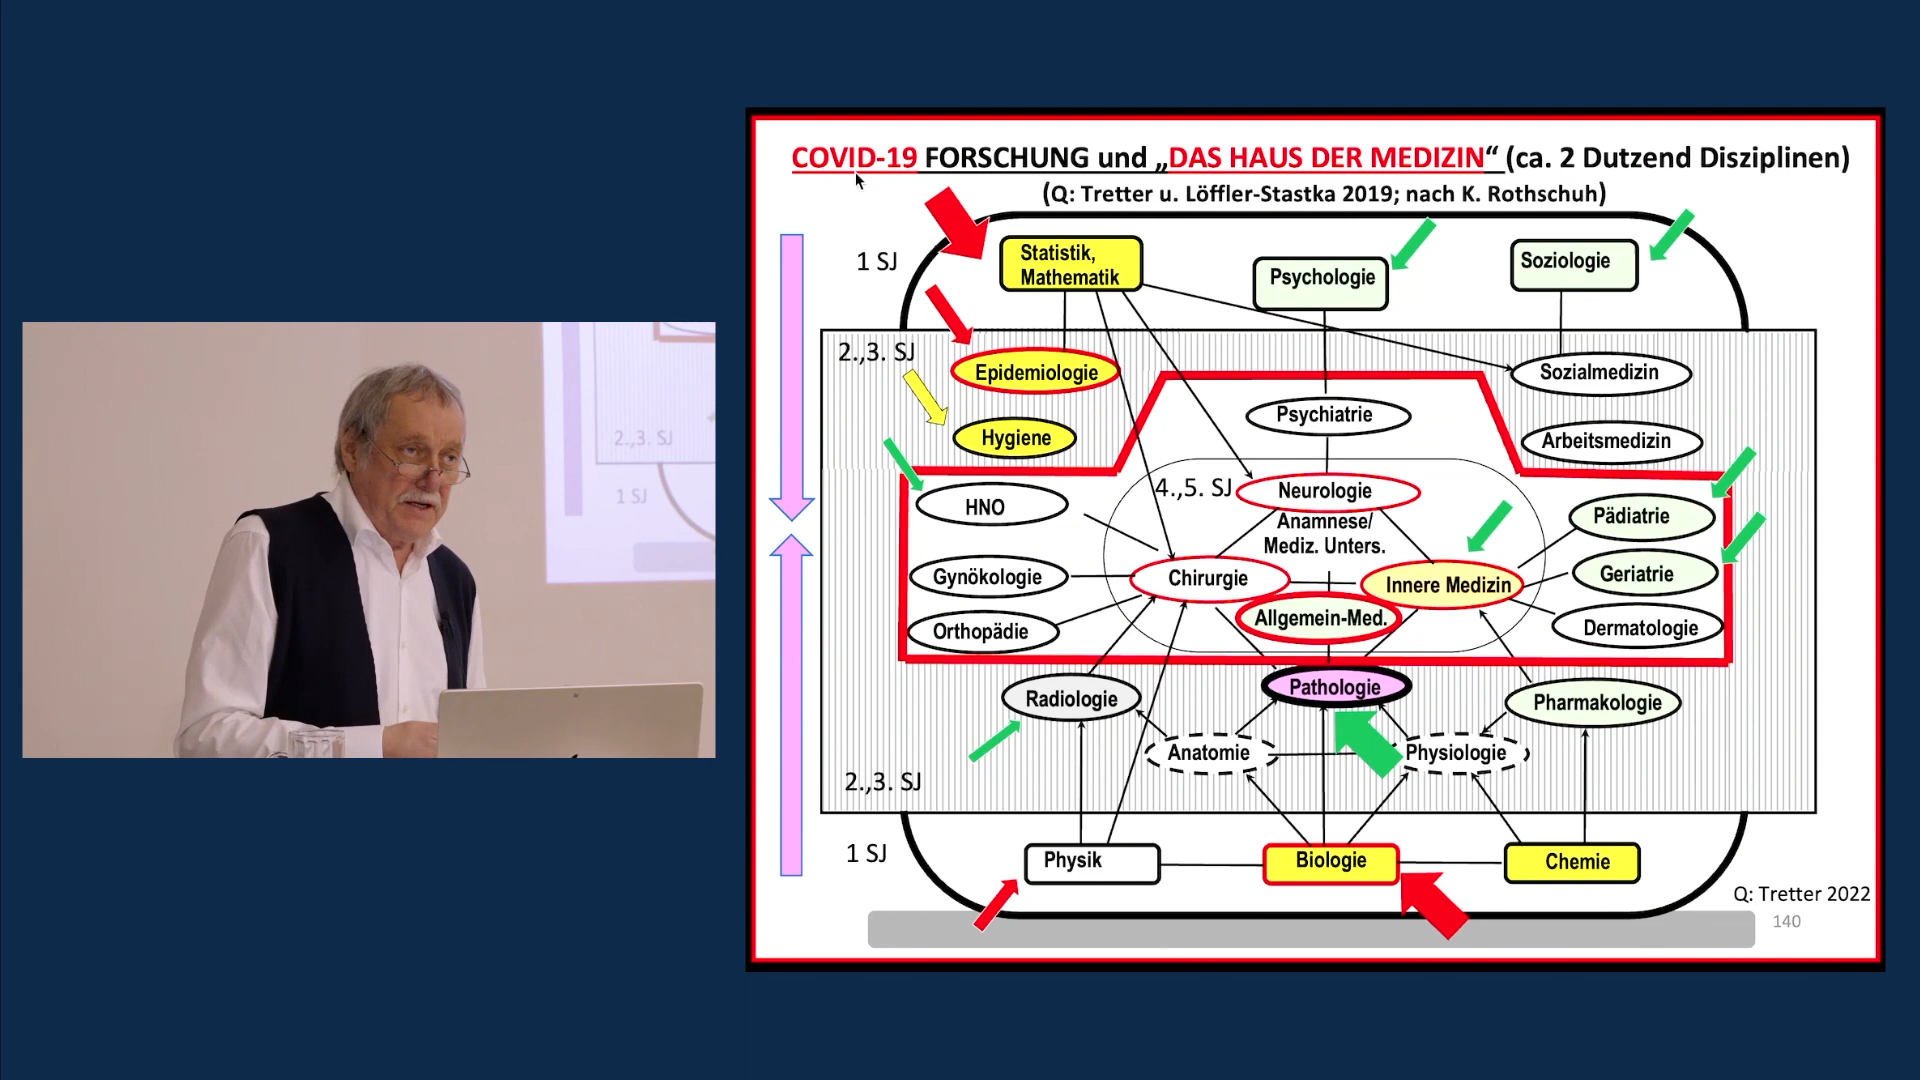 COVID-19 FORSCHUNG und „DAS HAUS DER MEDIZIN“ (ca. 2 Dutzend Disziplinen)
(Q: Tretter u. Löffler-Stastka 2019; nach K. Rothschuh)
1 SJ
Statistik,
Mathematik
Psychologie
Soziologie
2.,3. SJ
Epidemiologie
Sozialmedizin
Psychiatrie
Hygiene
Arbeitsmedizin
4.,5. SJ
Neurologie
HNO
Anamnese/
Mediz. Unters.
Pädiatrie
Gynökologie
Chirurgie
Innere Medizin
Geriatrie
Allgemein-Med.
Orthopädie
Dermatologie
Radiologie
Pathologie
Pharmakologie
Anatomie
Physiologie
2.,3. SJ
1 SJ
Physik
Biologie
Chemie
Q: Tretter 2022
140
2.,3. SJ
1 SJ